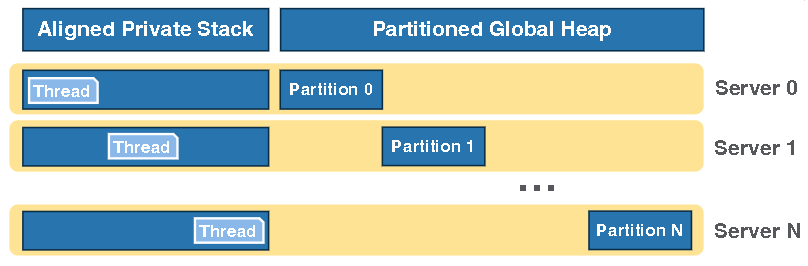 Aligned Private Stack Partitioned Global Heap
Thread Partition 0 Server 0
Thread Partition 1 Server 1
...
Thread Partition N Server N